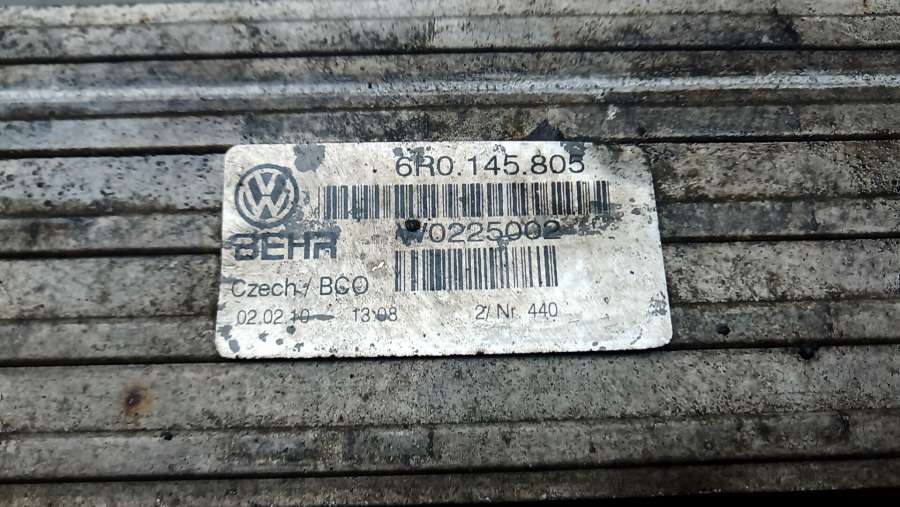 6R0.145.805
W0225002
BEHR
Czech / BCO
02.02.10 13:08 2/ Nr. 440